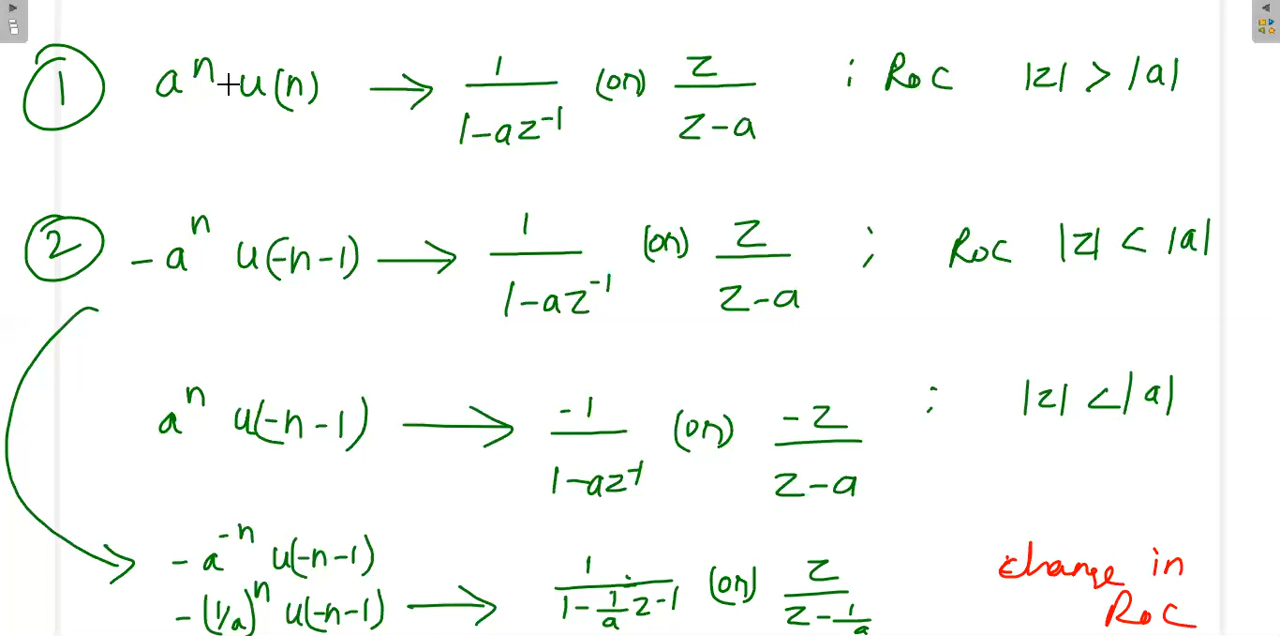 ① aⁿ+u(n) → 1/(1-az⁻¹) (or) z/(z-a) ; RoC |z| > |a|
② -aⁿ u(-n-1) → 1/(1-az⁻¹) (or) z/(z-a) ; RoC |z| < |a|
aⁿ u(-n-1) → -1/(1-az⁻¹) (or) -z/(z-a) ; |z| < |a|
-a⁻ⁿ u(-n-1)
-(1/a)ⁿ u(-n-1) → 1/(1-(1/a)z-1) (or) z/(z-1/a)
change in
RoC